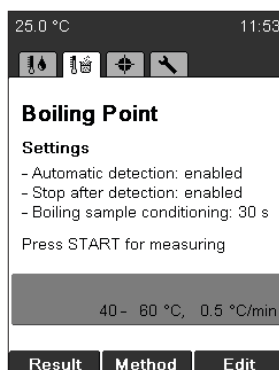 25.0 °C 11:53
Boiling Point
Settings
- Automatic detection: enabled
- Stop after detection: enabled
- Boiling sample conditioning: 30 s
Press START for measuring
40 - 60 °C, 0.5 °C/min
Result Method Edit